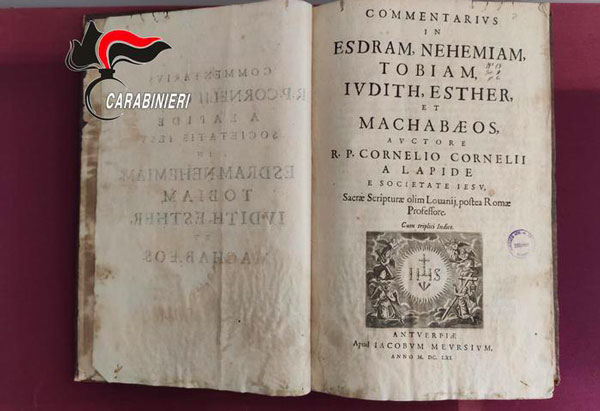 CARABINIERI
COMMENTARIVS
IN
ESDRAM, NEHEMIAM,
TOBIAM,
IVDITH, ESTHER,
ET
MACHABÆOS,
AVCTORE
R. P. CORNELIO CORNELII
A LAPIDE
E SOCIETATE IESV,
Sacræ Scripturæ olim Louanij, postea Romæ
Professore.
Cum triplici Indice.
IHS
ANTVERPIÆ
Apud IACOBVM MEVRSIVM,
ANNO M. DC. LXI.